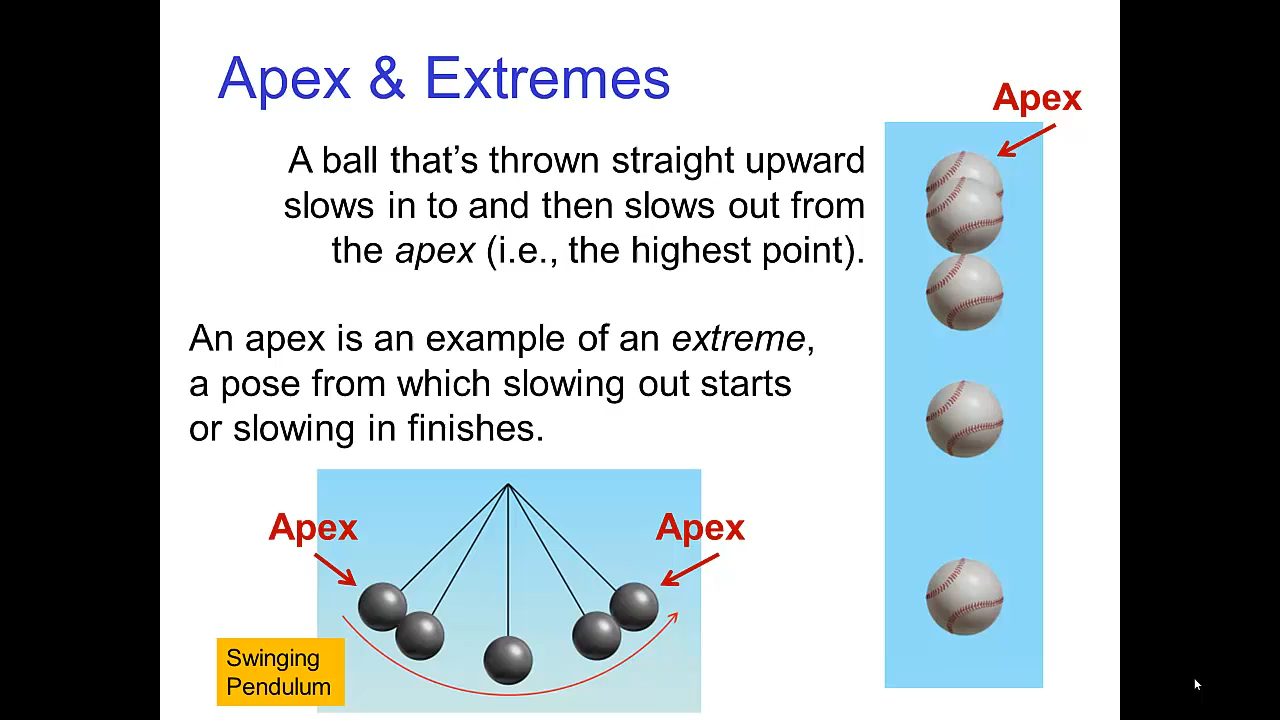 Apex & Extremes
Apex
A ball that’s thrown straight upward
slows in to and then slows out from
the apex (i.e., the highest point).
An apex is an example of an extreme,
a pose from which slowing out starts
or slowing in finishes.
Apex
Apex
Swinging
Pendulum